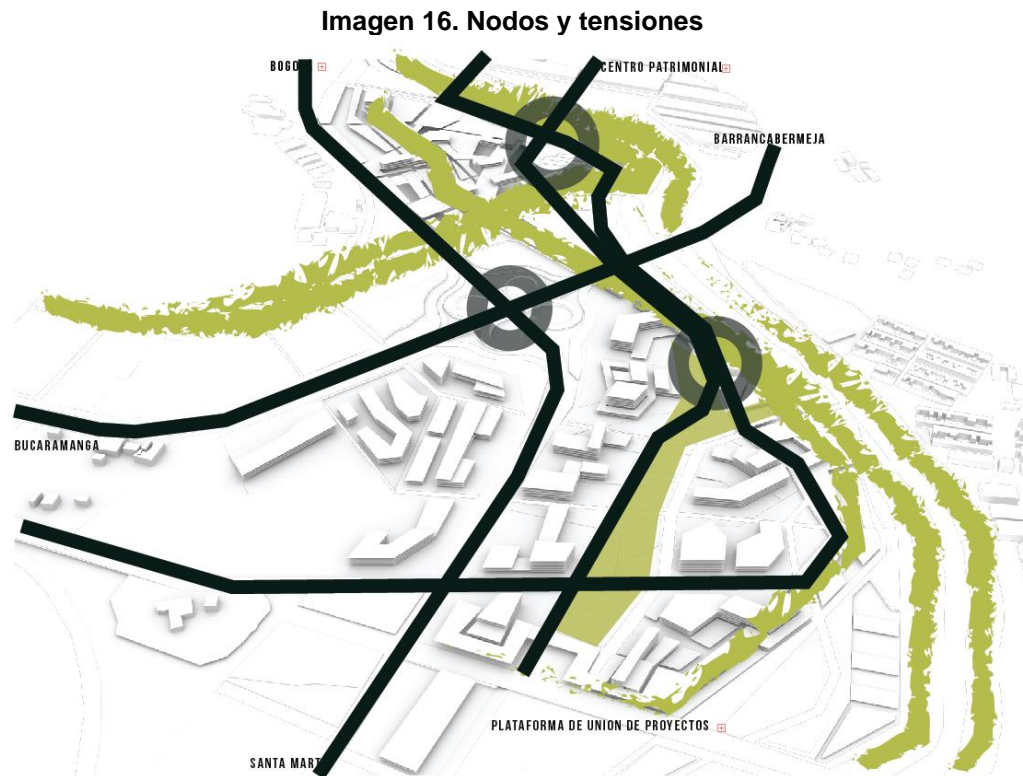 Imagen 16. Nodos y tensiones
BOGO
CENTRO PATRIMONIAL
BARRANCABERMEJA
BUCARAMANGA
PLATAFORMA DE UNION DE PROYECTOS
SANTA MART